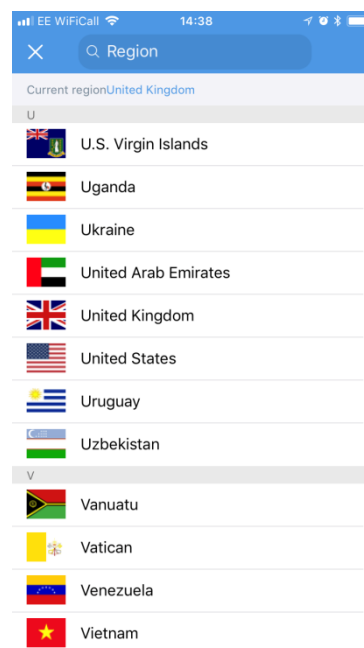 EE WiFiCall 14:38
Region
Current regionUnited Kingdom
U
U.S. Virgin Islands
Uganda
Ukraine
United Arab Emirates
United Kingdom
United States
Uruguay
Uzbekistan
V
Vanuatu
Vatican
Venezuela
Vietnam